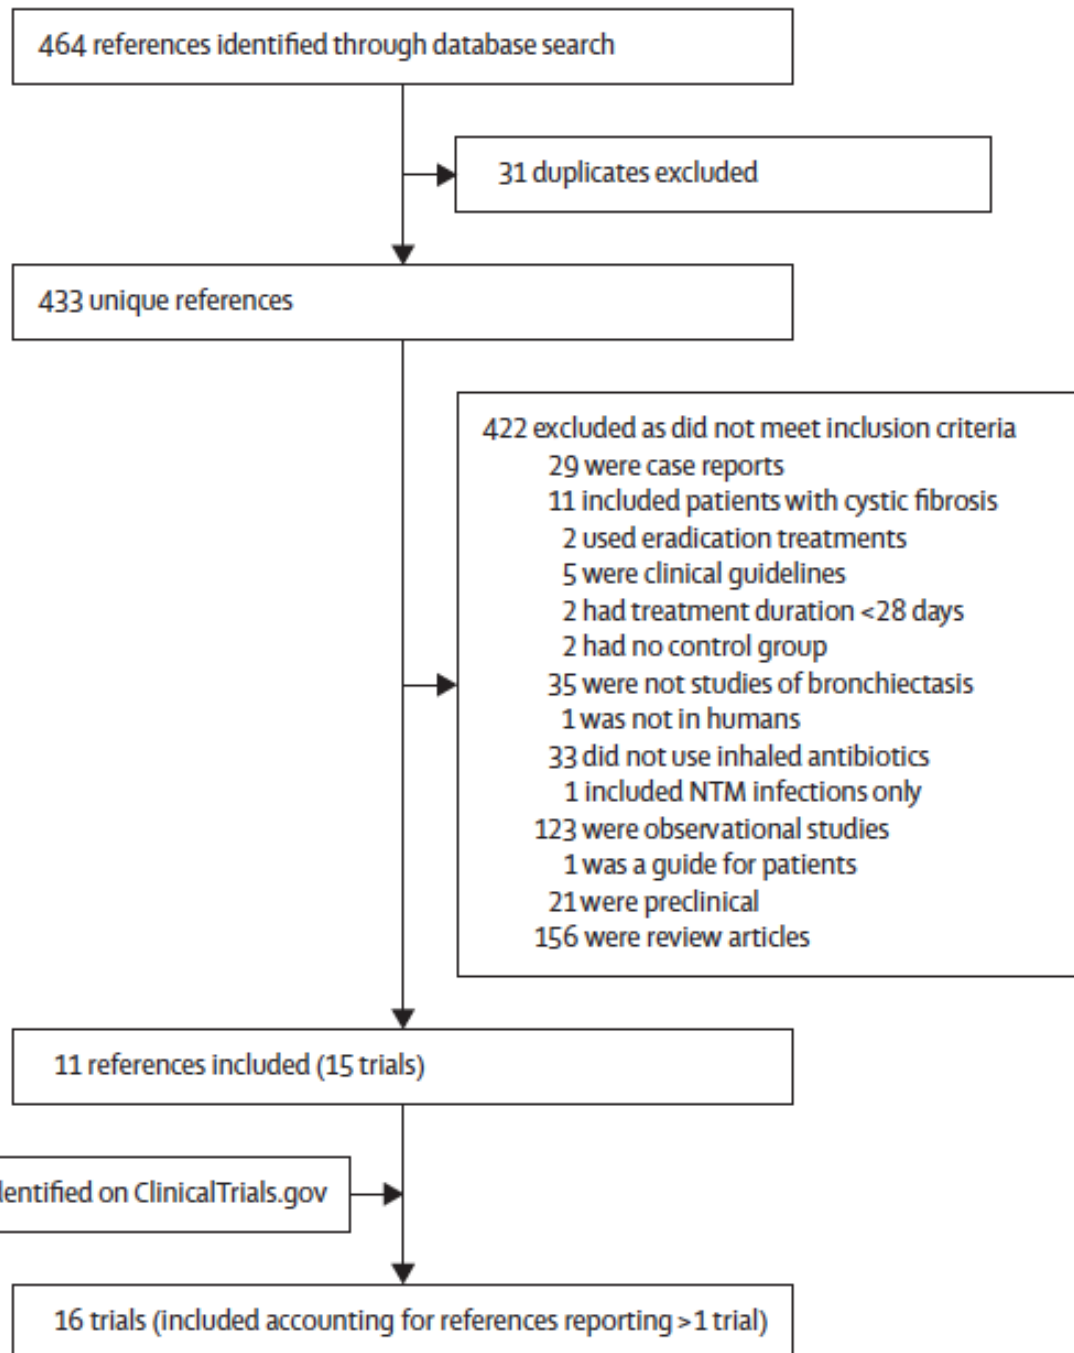 464 references identified through database search
31 duplicates excluded
433 unique references
422 excluded as did not meet inclusion criteria
29 were case reports
11 included patients with cystic fibrosis
2 used eradication treatments
5 were clinical guidelines
2 had treatment duration <28 days
2 had no control group
35 were not studies of bronchiectasis
1 was not in humans
33 did not use inhaled antibiotics
1 included NTM infections only
123 were observational studies
1 was a guide for patients
21 were preclinical
156 were review articles
11 references included (15 trials)
dentified on ClinicalTrials.gov
16 trials (included accounting for references reporting >1 trial)